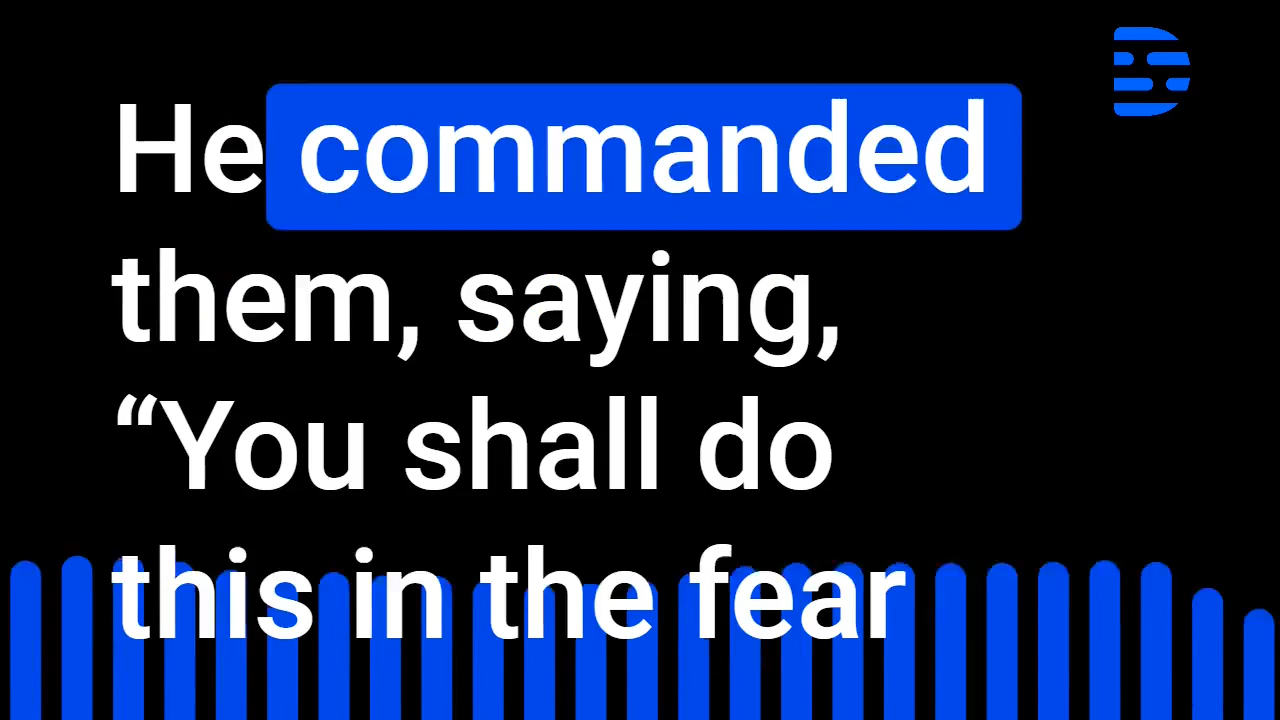 He commanded
them, saying,
“You shall do
this in the fear